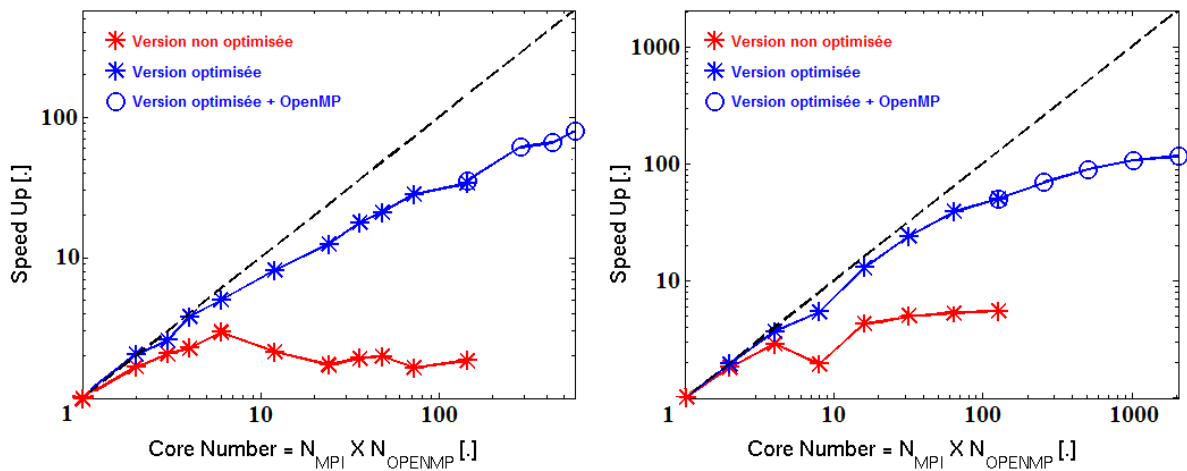 Version non optimisée
Version optimisée
Version optimisée + OpenMP
100
10
1
10
100
Speed Up [.]
Core Number = N_MPI X N_OPENMP [.]
Version non optimisée
Version optimisée
Version optimisée + OpenMP
1000
100
10
1
10
100
1000
Speed Up [.]
Core Number = N_MPI X N_OPENMP [.]